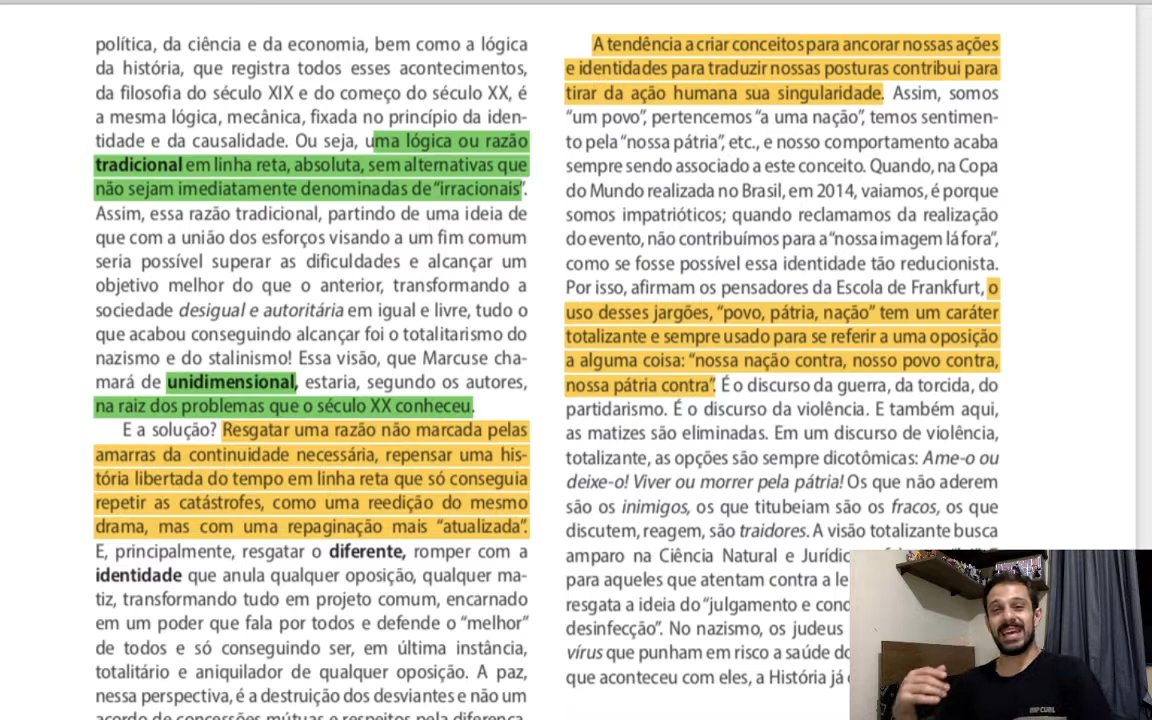 política, da ciência e da economia, bem como a lógica
da história, que registra todos esses acontecimentos,
da filosofia do século XIX e do começo do século XX, é
a mesma lógica, mecânica, fixada no princípio da iden-
tidade e da causalidade. Ou seja, uma lógica ou razão
tradicional em linha reta, absoluta, sem alternativas que
não sejam imediatamente denominadas de “irracionais”.
Assim, essa razão tradicional, partindo de uma ideia de
que com a união dos esforços visando a um fim comum
seria possível superar as dificuldades e alcançar um
objetivo melhor do que o anterior, transformando a
sociedade desigual e autoritária em igual e livre, tudo o
que acabou conseguindo alcançar foi o totalitarismo do
nazismo e do stalinismo! Essa visão, que Marcuse cha-
mará de unidimensional, estaria, segundo os autores,
na raiz dos problemas que o século XX conheceu.
E a solução? Resgatar uma razão não marcada pelas
amarras da continuidade necessária, repensar uma his-
tória libertada do tempo em linha reta que só conseguia
repetir as catástrofes, como uma reedição do mesmo
drama, mas com uma repaginação mais “atualizada”.
E, principalmente, resgatar o diferente, romper com a
identidade que anula qualquer oposição, qualquer ma-
tiz, transformando tudo em projeto comum, encarnado
em um poder que fala por todos e defende o “melhor”
de todos e só conseguindo ser, em última instância,
totalitário e aniquilador de qualquer oposição. A paz,
nessa perspectiva, é a destruição dos desviantes e não um
acordo de concessões mútuas e respeitos pela diferença.
A tendência a criar conceitos para ancorar nossas ações
e identidades para traduzir nossas posturas contribui para
tirar da ação humana sua singularidade. Assim, somos
“um povo”, pertencemos “a uma nação”, temos sentimen-
to pela “nossa pátria”, etc., e nosso comportamento acaba
sempre sendo associado a este conceito. Quando, na Copa
do Mundo realizada no Brasil, em 2014, vaiamos, é porque
somos impatrióticos; quando reclamamos da realização
do evento, não contribuímos para a “nossa imagem lá fora”,
como se fosse possível essa identidade tão reducionista.
Por isso, afirmam os pensadores da Escola de Frankfurt, o
uso desses jargões, “povo, pátria, nação” tem um caráter
totalizante e sempre usado para se referir a uma oposição
a alguma coisa: “nossa nação contra, nosso povo contra,
nossa pátria contra”. É o discurso da guerra, da torcida, do
partidarismo. É o discurso da violência. E também aqui,
as matizes são eliminadas. Em um discurso de violência,
totalizante, as opções são sempre dicotômicas: Ame-o ou
deixe-o! Viver ou morrer pela pátria! Os que não aderem
são os inimigos, os que titubeiam são os fracos, os que
discutem, reagem, são traidores. A visão totalizante busca
amparo na Ciência Natural e Jurídic
para aqueles que atentam contra a le
resgata a ideia do “julgamento e conc
desinfecção”. No nazismo, os judeus
vírus que punham em risco a saúde do
que aconteceu com eles, a História já
RIP CURL